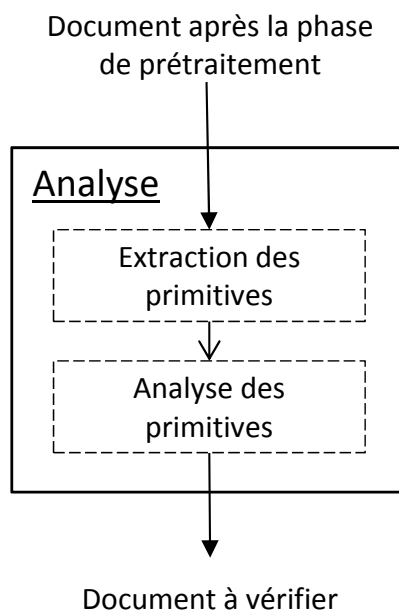 Document après la phase
de prétraitement
Analyse
Extraction des
primitives
Analyse des
primitives
Document à vérifier